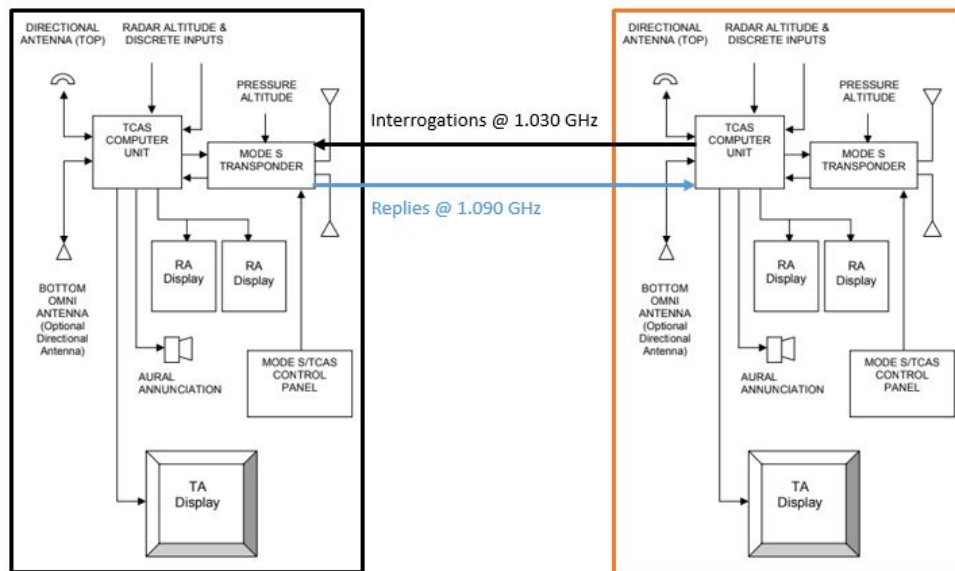 DIRECTIONAL
ANTENNA (TOP)
RADAR ALTITUDE &
DISCRETE INPUTS
PRESSURE
ALTITUDE
TCAS
COMPUTER
UNIT
MODE S
TRANSPONDER
RA
Display
RA
Display
BOTTOM
OMNI
ANTENNA
(Optional
Directional
Antenna)
AURAL
ANNUNCIATION
MODE S/TCAS
CONTROL
PANEL
TA
Display
Interrogations @ 1.030 GHz
Replies @ 1.090 GHz
DIRECTIONAL
ANTENNA (TOP)
RADAR ALTITUDE &
DISCRETE INPUTS
PRESSURE
ALTITUDE
TCAS
COMPUTER
UNIT
MODE S
TRANSPONDER
RA
Display
RA
Display
BOTTOM
OMNI
ANTENNA
(Optional
Directional
Antenna)
AURAL
ANNUNCIATION
MODE S/TCAS
CONTROL
PANEL
TA
Display